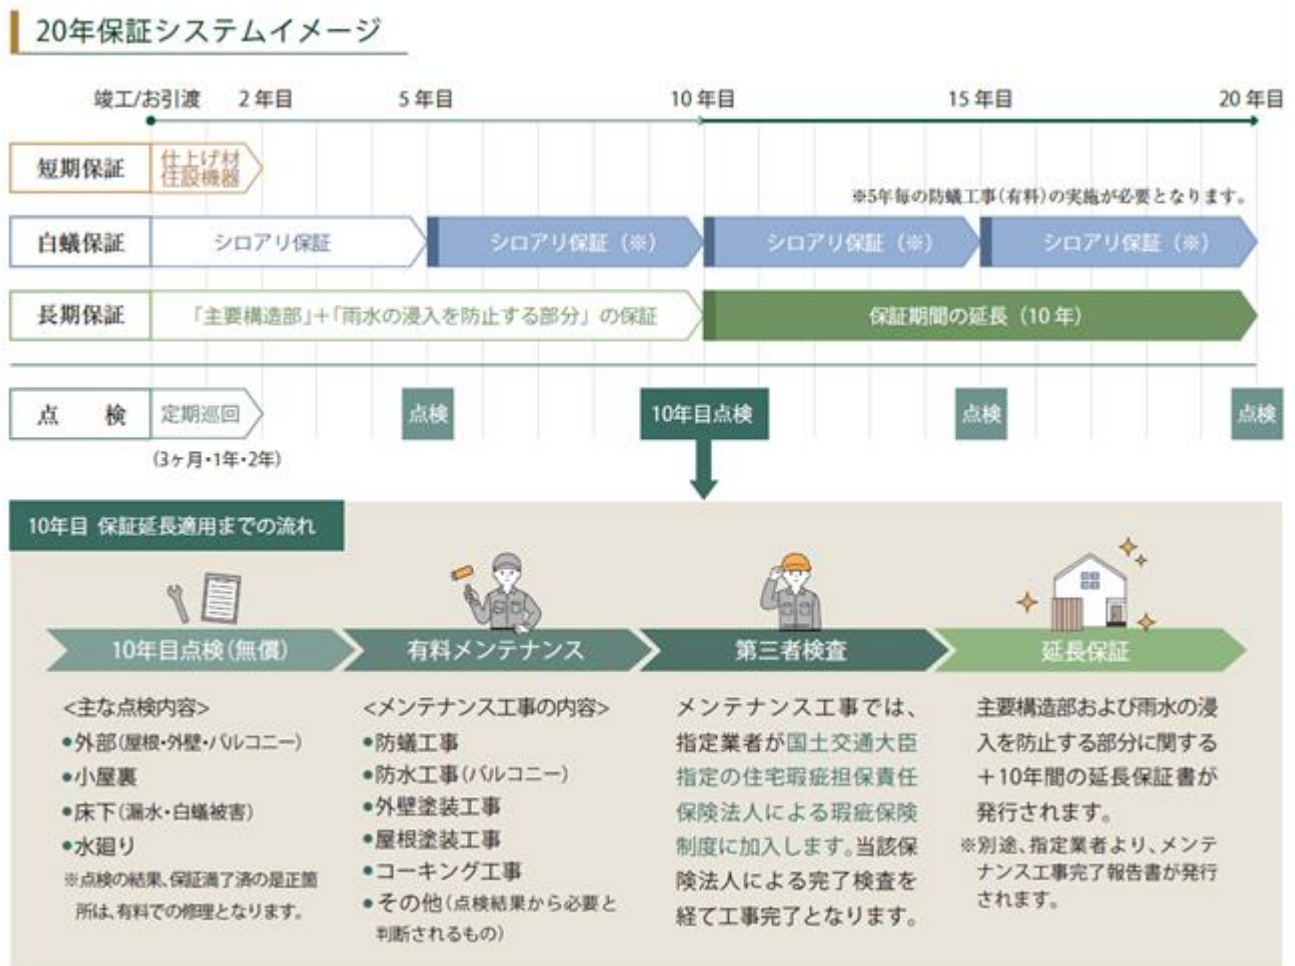 20年保証システムイメージ
竣工/お引渡 2年目 5年目 10年目 15年目 20年目
短期保証 仕上げ材
住設機器
※5年毎の防蟻工事(有料)の実施が必要となります。
白蟻保証 シロアリ保証 シロアリ保証(※) シロアリ保証(※) シロアリ保証(※)
長期保証 「主要構造部」+「雨水の浸入を防止する部分」の保証 保証期間の延長(10年)
点検 定期巡回 点検 10年目点検 点検 点検
(3ヶ月・1年・2年)
10年目 保証延長適用までの流れ
10年目点検(無償)
<主な点検内容>
●外部(屋根・外壁・バルコニー)
●小屋裏
●床下(漏水・白蟻被害)
●水廻り
※点検の結果、保証満了済の是正箇
所は、有料での修理となります。
有料メンテナンス
<メンテナンス工事の内容>
●防蟻工事
●防水工事(バルコニー)
●外壁塗装工事
●屋根塗装工事
●コーキング工事
●その他(点検結果から必要と
判断されるもの)
第三者検査
メンテナンス工事では、
指定業者が国土交通大臣
指定の住宅瑕疵担保責任
保険法人による瑕疵保険
制度に加入します。当該保
険法人による完了検査を
経て工事完了となります。
延長保証
主要構造部および雨水の浸
入を防止する部分に関する
+10年間の延長保証書が
発行されます。
※別途、指定業者より、メンテ
ナンス工事完了報告書が発行
されます。